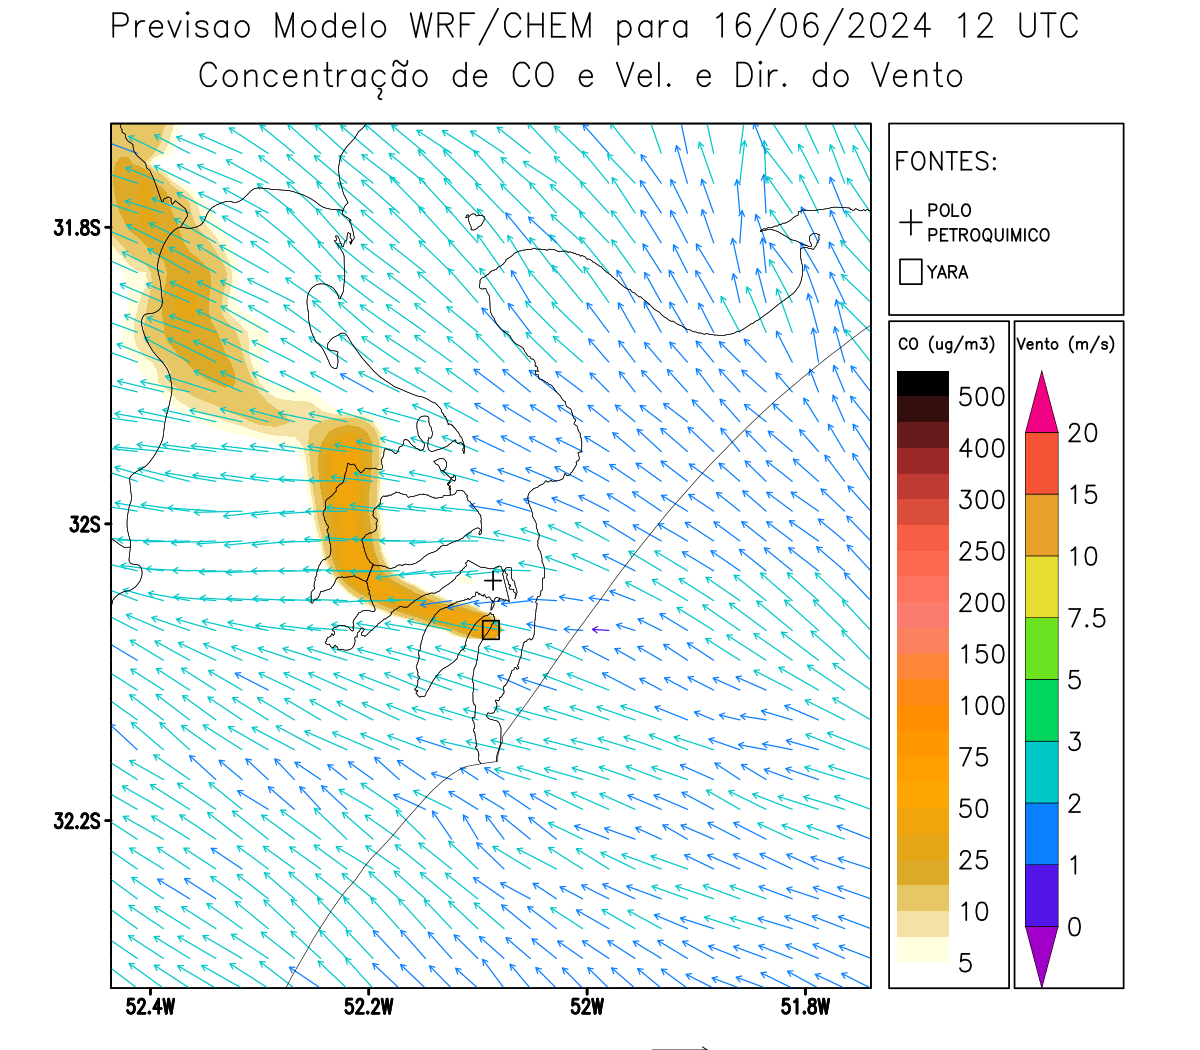 Previsao Modelo WRF/CHEM para 16/06/2024 12 UTC
Concentração de CO e Vel. e Dir. do Vento
FONTES:
POLO
PETROQUIMICO
YARA
CO (ug/m3)
500
400
300
250
200
150
100
75
50
25
10
5
Vento (m/s)
20
15
10
7.5
5
3
2
1
0
31.8S
32S
32.2S
52.4W
52.2W
52W
51.8W